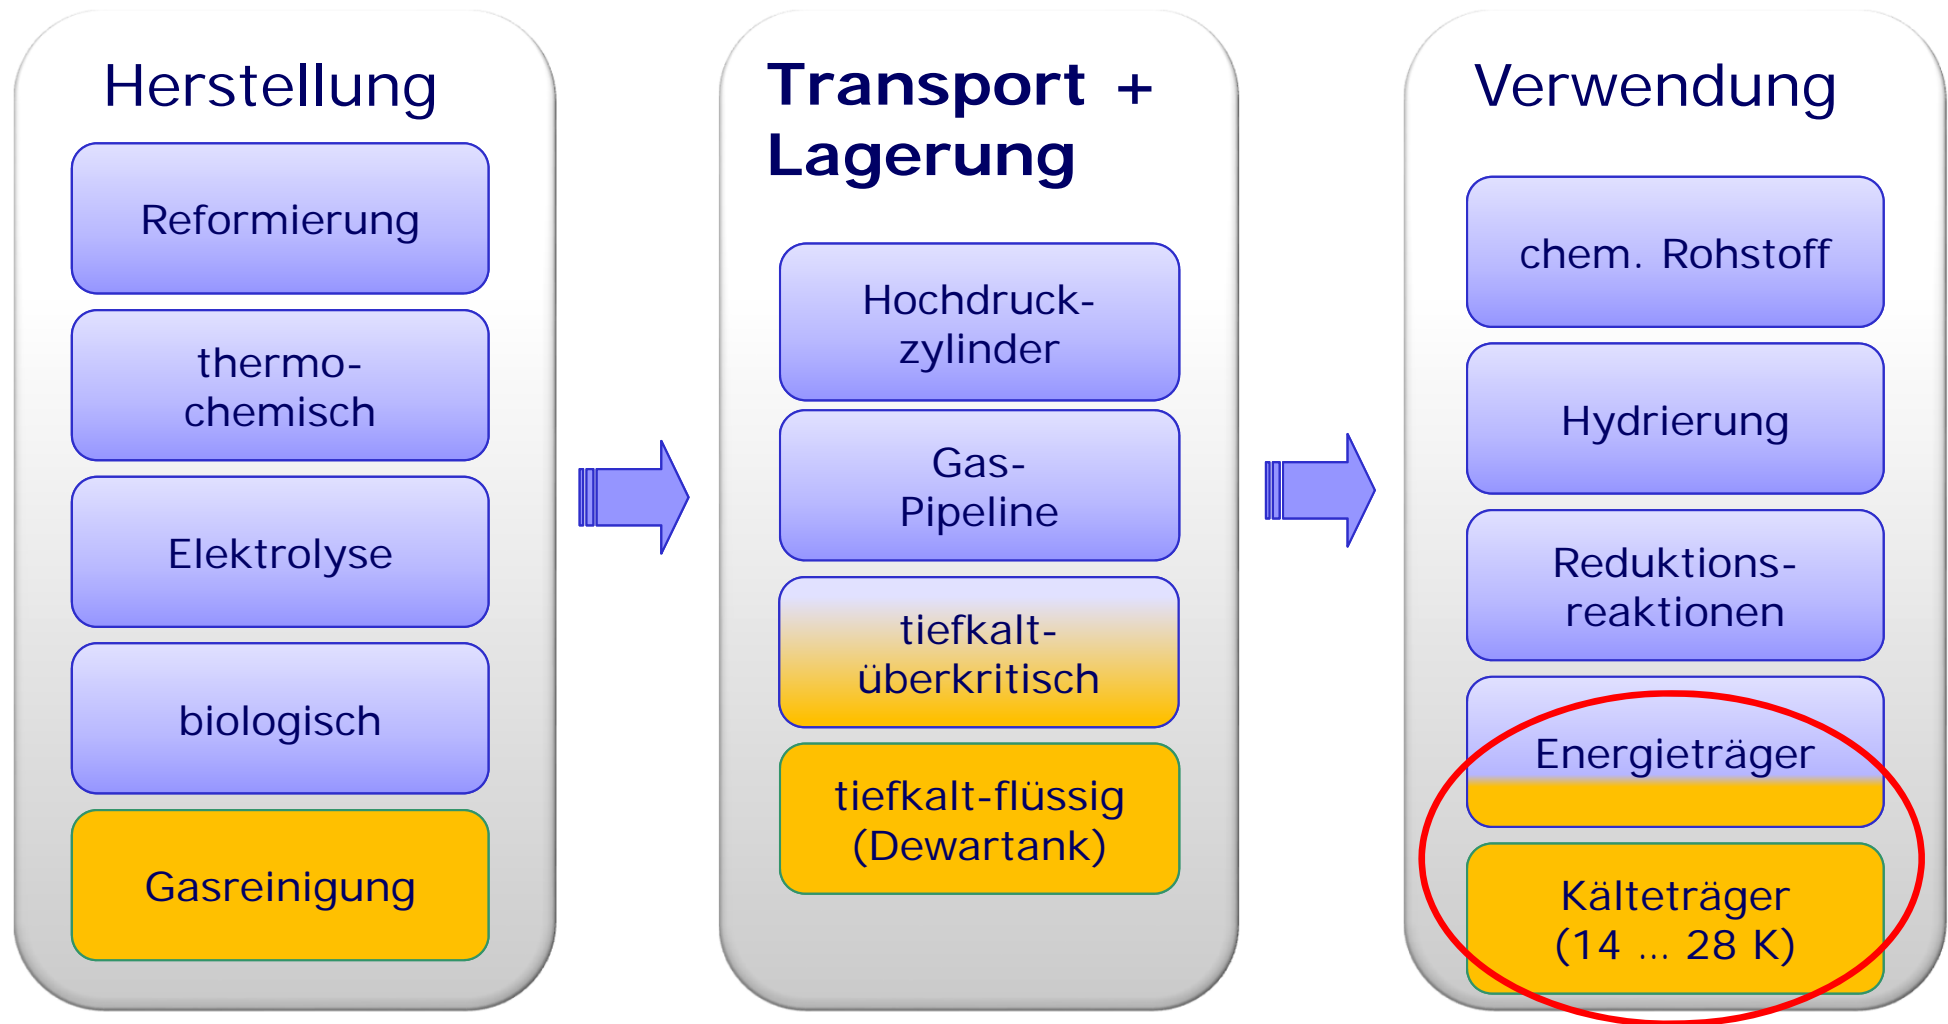 Herstellung
Reformierung
thermo-
chemisch
Elektrolyse
biologisch
Gasreinigung
Transport +
Lagerung
Hochdruck-
zylinder
Gas-
Pipeline
tiefkalt-
überkritisch
tiefkalt-flüssig
(Dewartank)
Verwendung
chem. Rohstoff
Hydrierung
Reduktions-
reaktionen
Energieträger
Kälteträger
(14 … 28 K)